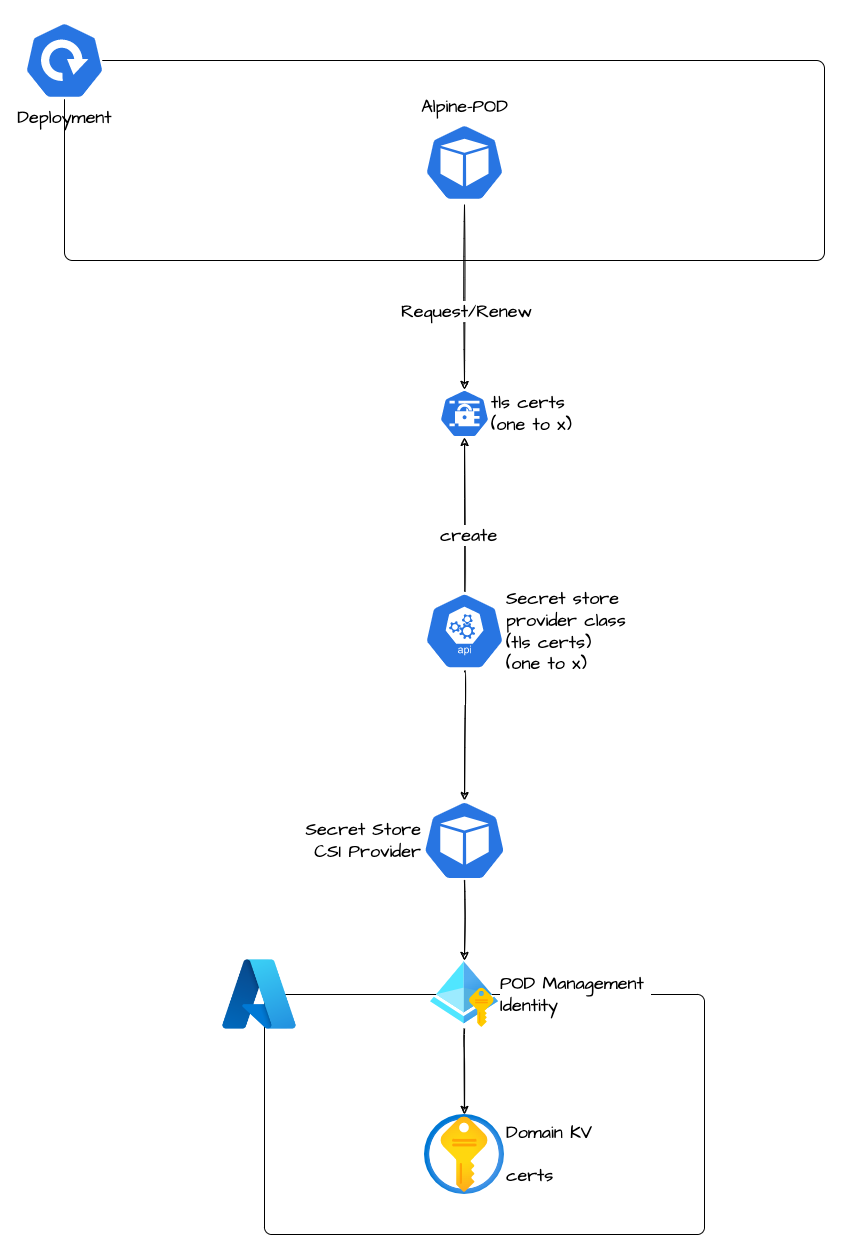 Deployment
Alpine-POD
Request/Renew
tls certs
(one to x)
create
Secret store
provider class
(tls certs)
(one to x)
api
Secret Store
CSI Provider
POD Management
Identity
Domain KV
certs